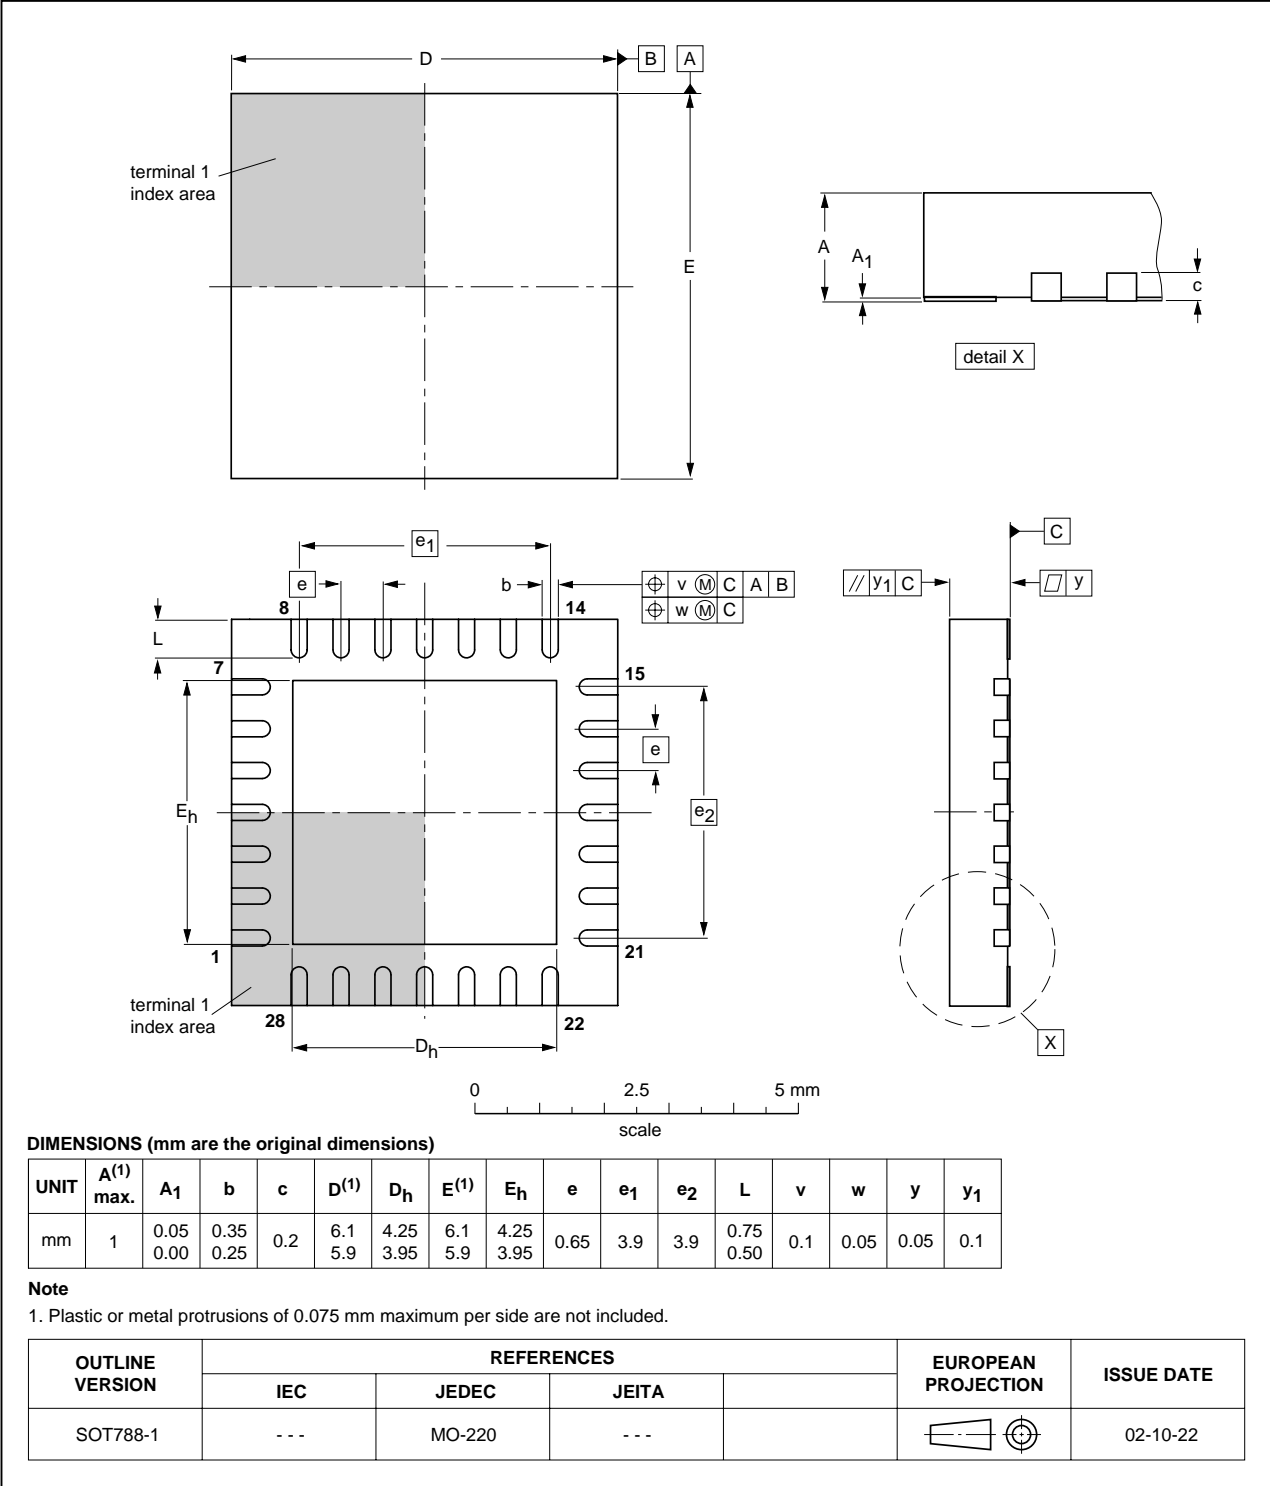 D
B
A
terminal 1
index area
E
A
A1
c
detail X
e1
e
b
v M C A B
w M C
C
// y1 C
y
8
14
L
7
15
e
Eh
e2
1
21
terminal 1
index area
28
22
Dh
X
0 2.5 5 mm
scale
DIMENSIONS (mm are the original dimensions)
UNIT A(1) max. A1 b c D(1) Dh E(1) Eh e e1 e2 L v w y y1
mm 1 0.05 0.00 0.35 0.25 0.2 6.1 5.9 4.25 3.95 6.1 5.9 4.25 3.95 0.65 3.9 3.9 0.75 0.50 0.1 0.05 0.05 0.1
Note
1. Plastic or metal protrusions of 0.075 mm maximum per side are not included.
OUTLINE VERSION REFERENCES EUROPEAN PROJECTION ISSUE DATE
IEC JEDEC JEITA
SOT788-1 - - - MO-220 - - - 02-10-22